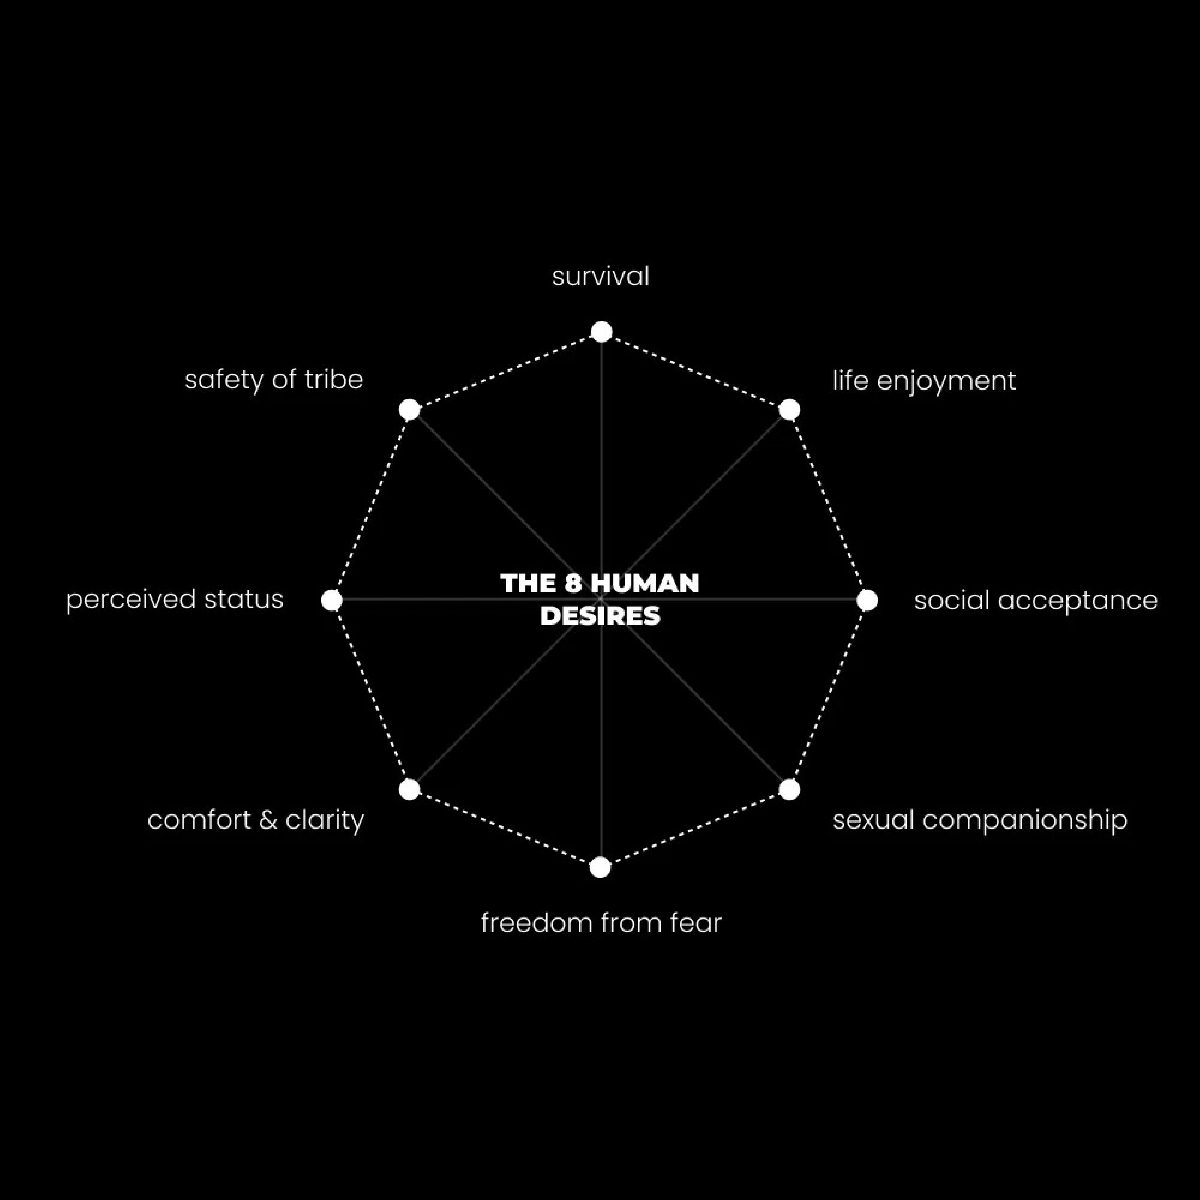 survival
safety of tribe
life enjoyment
THE 8 HUMAN
DESIRES
perceived status
social acceptance
comfort & clarity
sexual companionship
freedom from fear